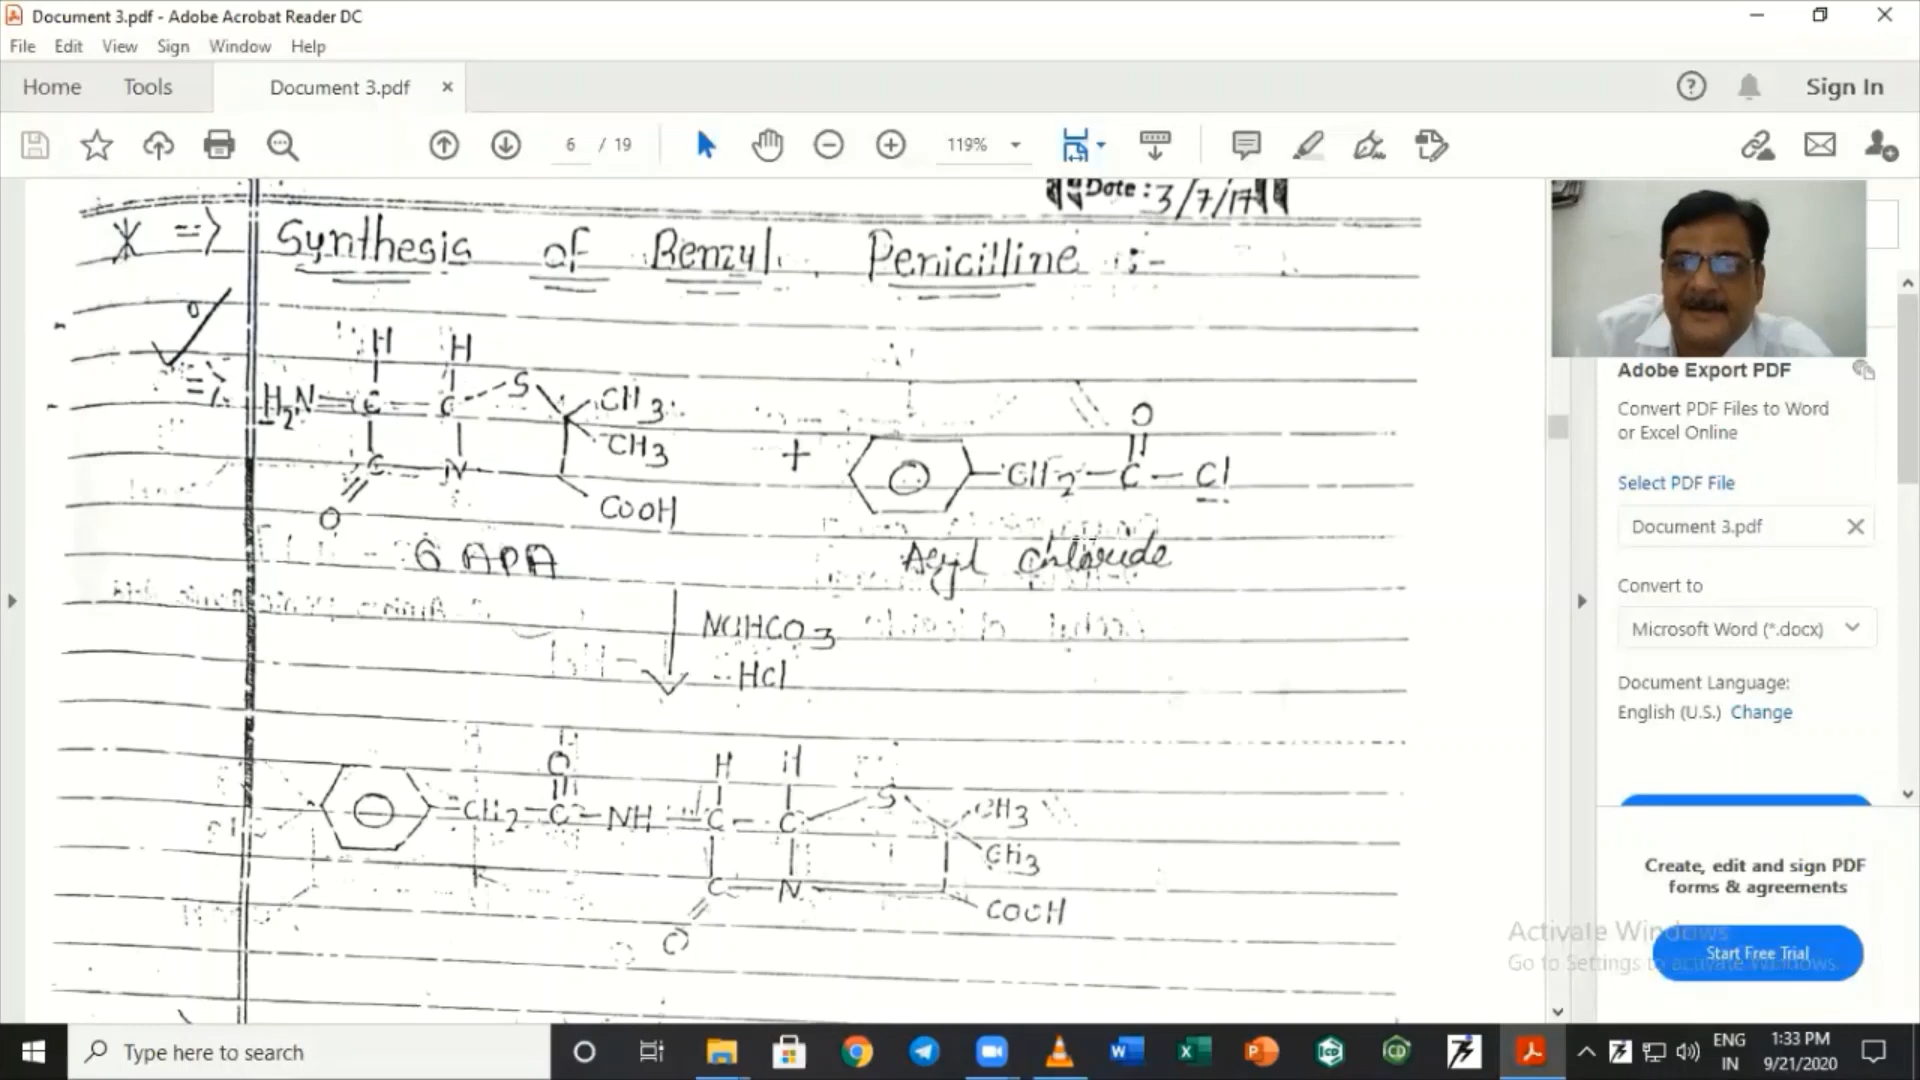 Document 3.pdf - Adobe Acrobat Reader DC
File Edit View Sign Window Help
Home Tools Document 3.pdf × Sign In
6 / 19 119%
Date : 3/7/17
* => Synthesis of Benzyl Penicilline :-
=>
H H
H2N C C S CH3
CH3
C N
O COOH
6 APA
+
O
CH2 - C - Cl
Acyl chloride
NaHCO3
- HCl
O H H
CH2 - C - NH - C - C S CH3
CH3
C - N
O COOH
Adobe Export PDF
Convert PDF Files to Word
or Excel Online
Select PDF File
Document 3.pdf ×
Convert to
Microsoft Word (*.docx)
Document Language:
English (U.S.) Change
Create, edit and sign PDF
forms & agreements
Start Free Trial
Activate Windows
Go to Settings to activate Windows.
Type here to search
W X P
ENG
IN
1:33 PM
9/21/2020